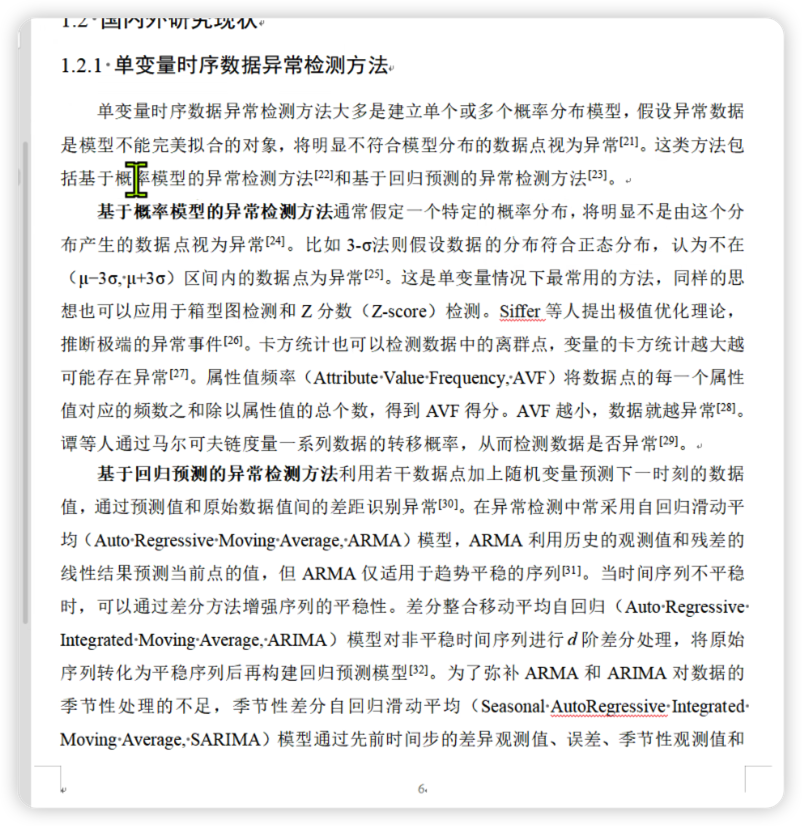 1.2 国内外研究现状
1.2.1 单变量时序数据异常检测方法
单变量时序数据异常检测方法大多是建立单个或多个概率分布模型，假设异常数据
是模型不能完美拟合的对象，将明显不符合模型分布的数据点视为异常[21]。这类方法包
括基于概率模型的异常检测方法[22]和基于回归预测的异常检测方法[23]。
基于概率模型的异常检测方法通常假定一个特定的概率分布，将明显不是由这个分
布产生的数据点视为异常[24]。比如 3-σ法则假设数据的分布符合正态分布，认为不在
（μ−3σ, μ+3σ）区间内的数据点为异常[25]。这是单变量情况下最常用的方法，同样的思
想也可以应用于箱型图检测和 Z 分数（Z-score）检测。Siffer 等人提出极值优化理论，
推断极端的异常事件[26]。卡方统计也可以检测数据中的离群点，变量的卡方统计越大越
可能存在异常[27]。属性值频率（Attribute Value Frequency, AVF）将数据点的每一个属性
值对应的频数之和除以属性值的总个数，得到 AVF 得分。AVF 越小，数据就越异常[28]。
谭等人通过马尔可夫链度量一系列数据的转移概率，从而检测数据是否异常[29]。
基于回归预测的异常检测方法利用若干数据点加上随机变量预测下一时刻的数据
值，通过预测值和原始数据值间的差距识别异常[30]。在异常检测中常采用自回归滑动平
均（Auto Regressive Moving Average, ARMA）模型，ARMA 利用历史的观测值和残差的
线性结果预测当前点的值，但 ARMA 仅适用于趋势平稳的序列[31]。当时间序列不平稳
时，可以通过差分方法增强序列的平稳性。差分整合移动平均自回归（Auto Regressive
Integrated Moving Average, ARIMA）模型对非平稳时间序列进行 d 阶差分处理，将原始
序列转化为平稳序列后再构建回归预测模型[32]。为了弥补 ARMA 和 ARIMA 对数据的
季节性处理的不足，季节性差分自回归滑动平均（Seasonal AutoRegressive Integrated
Moving Average, SARIMA）模型通过先前时间步的差异观测值、误差、季节性观测值和
6